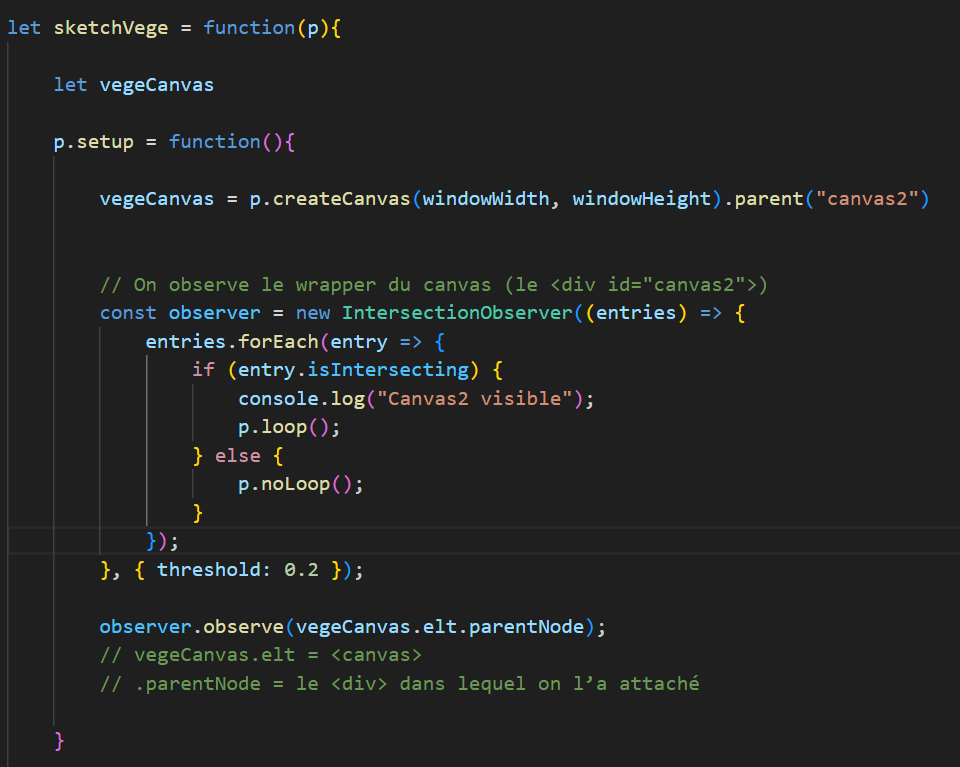 let sketchVege = function(p){
let vegeCanvas
p.setup = function(){
vegeCanvas = p.createCanvas(windowWidth, windowHeight).parent("canvas2")
// On observe le wrapper du canvas (le <div id="canvas2">)
const observer = new IntersectionObserver((entries) => {
entries.forEach(entry => {
if (entry.isIntersecting) {
console.log("Canvas2 visible");
p.loop();
} else {
p.noLoop();
}
});
}, { threshold: 0.2 });
observer.observe(vegeCanvas.elt.parentNode);
// vegeCanvas.elt = <canvas>
// .parentNode = le <div> dans lequel on l’a attaché
}